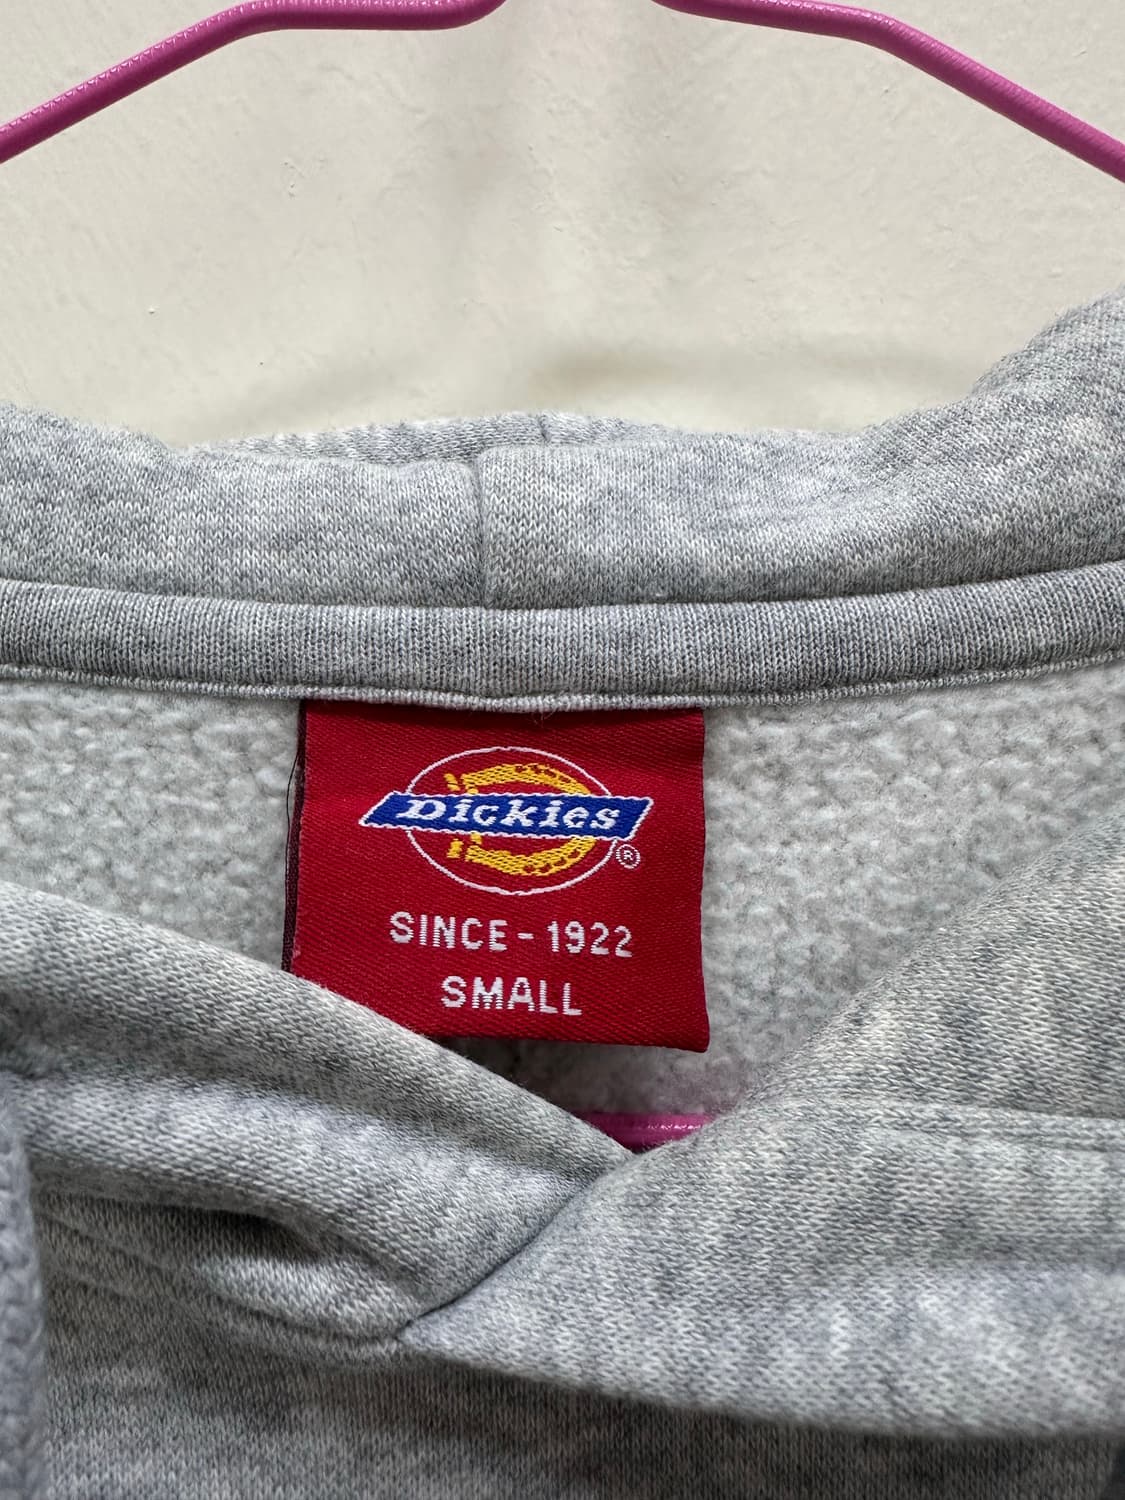 Dickies
®
SINCE - 1922
SMALL